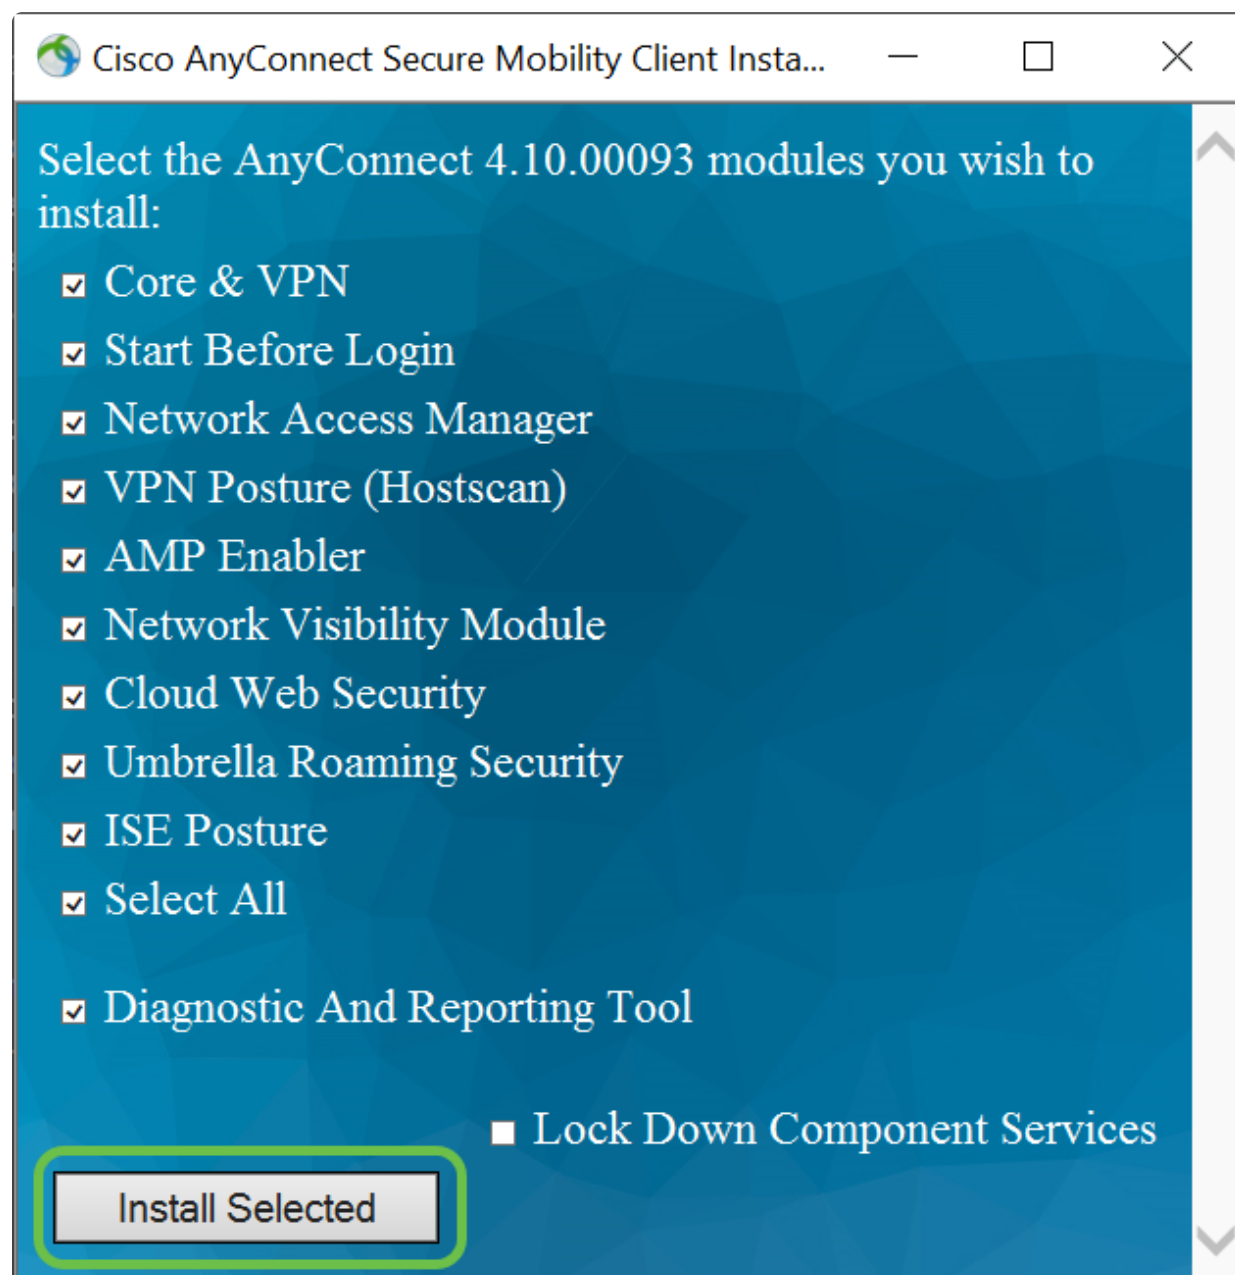 Cisco AnyConnect Secure Mobility Client Insta...
Select the AnyConnect 4.10.00093 modules you wish to
install:
Core & VPN
Start Before Login
Network Access Manager
VPN Posture (Hostscan)
AMP Enabler
Network Visibility Module
Cloud Web Security
Umbrella Roaming Security
ISE Posture
Select All
Diagnostic And Reporting Tool
Lock Down Component Services
Install Selected